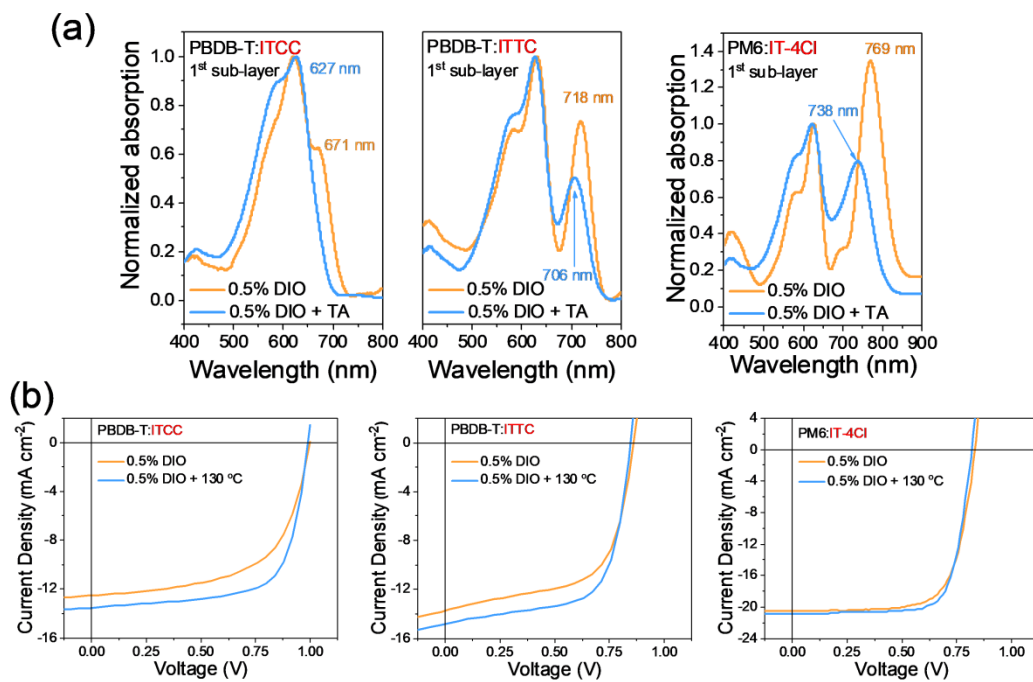 (a)
PBDB-T:ITCC
1st sub-layer
627 nm
671 nm
0.5% DIO
0.5% DIO + TA
Normalized absorption
1.0
0.8
0.6
0.4
0.2
0.0
400 500 600 700 800
Wavelength (nm)
PBDB-T:ITTC
1st sub-layer
718 nm
706 nm
0.5% DIO
0.5% DIO + TA
400 500 600 700 800
Wavelength (nm)
PM6:IT-4Cl
1st sub-layer
769 nm
738 nm
0.5% DIO
0.5% DIO + TA
Normalized absorption
1.4
1.2
1.0
0.8
0.6
0.4
0.2
0.0
400 500 600 700 800 900
Wavelength (nm)
(b)
PBDB-T:ITCC
0.5% DIO
0.5% DIO + 130 ºC
Current Density (mA cm-2)
0
-4
-8
-12
-16
0.00 0.25 0.50 0.75 1.00
Voltage (V)
PBDB-T:ITTC
0.5% DIO
0.5% DIO + 130 ºC
Current Density (mA cm-2)
0
-4
-8
-12
-16
0.00 0.25 0.50 0.75 1.00
Voltage (V)
PM6:IT-4Cl
0.5% DIO
0.5% DIO + 130 ºC
Current Density (mA cm-2)
4
0
-4
-8
-12
-16
-20
-24
0.00 0.25 0.50 0.75 1.00
Voltage (V)